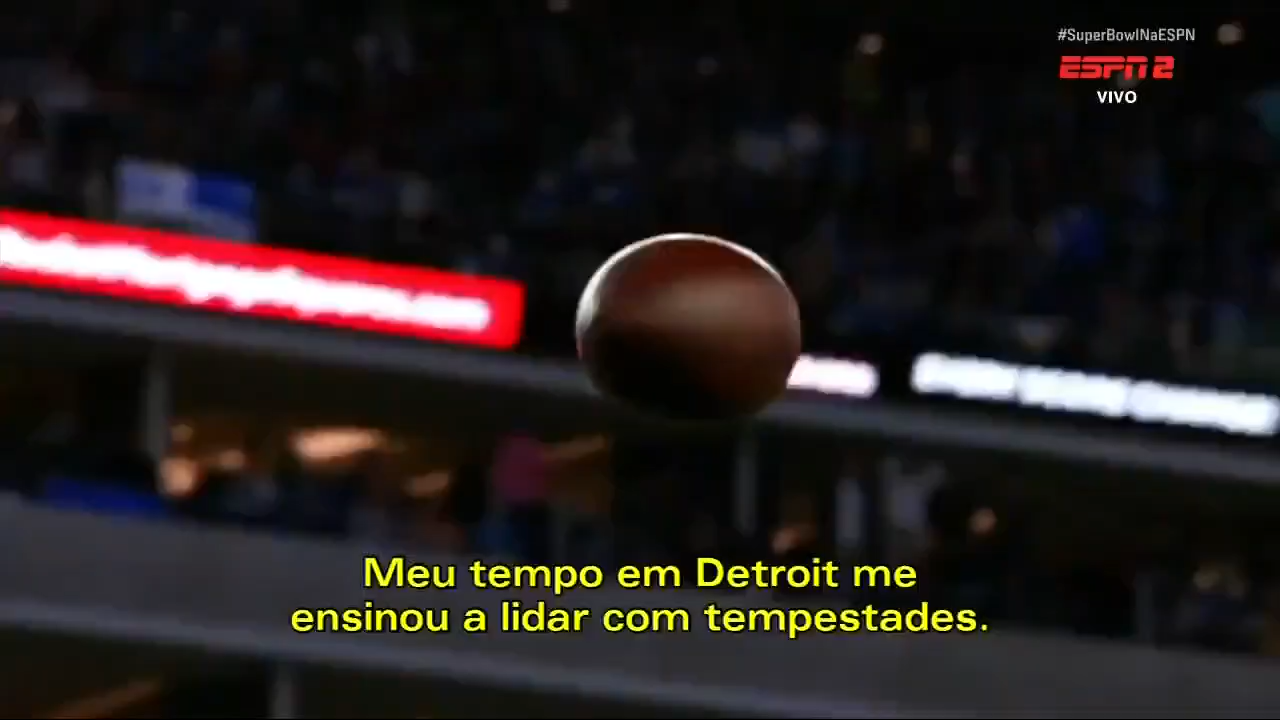 #SuperBowlNaESPN
ESPN 2
VIVO
Meu tempo em Detroit me
ensinou a lidar com tempestades.